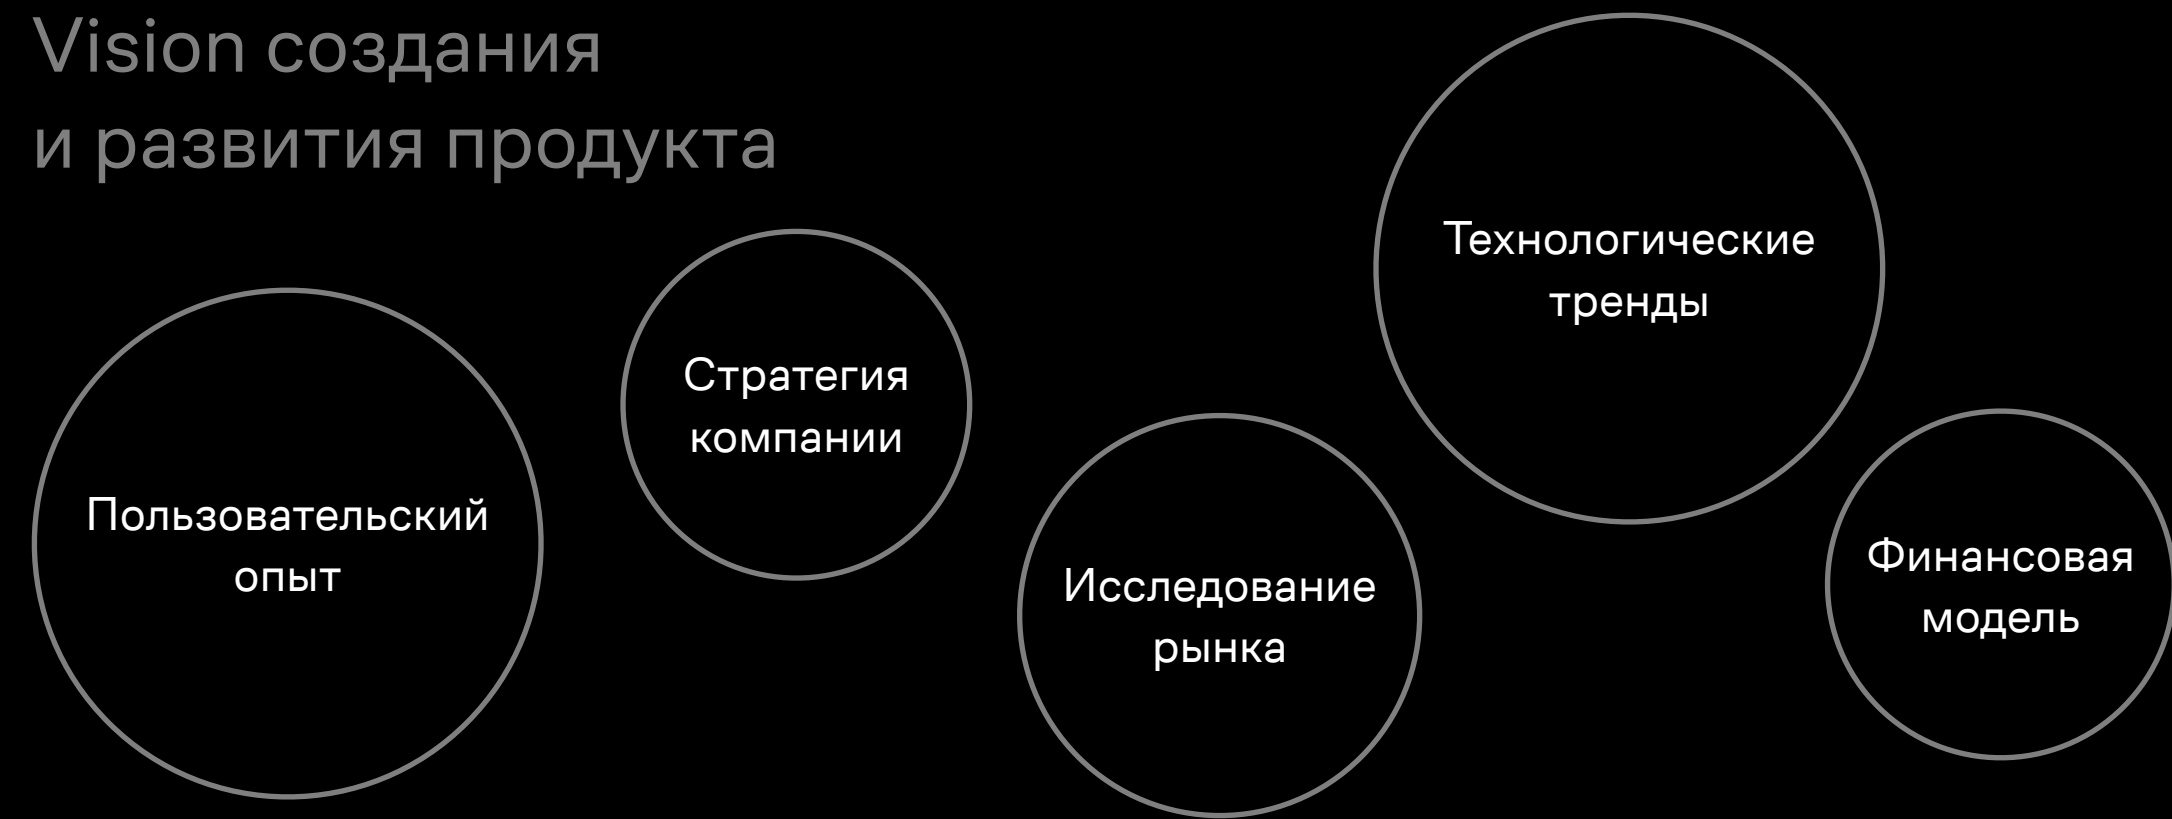 Vision создания
и развития продукта
Пользовательский
опыт
Стратегия
компании
Исследование
рынка
Технологические
тренды
Финансовая
модель